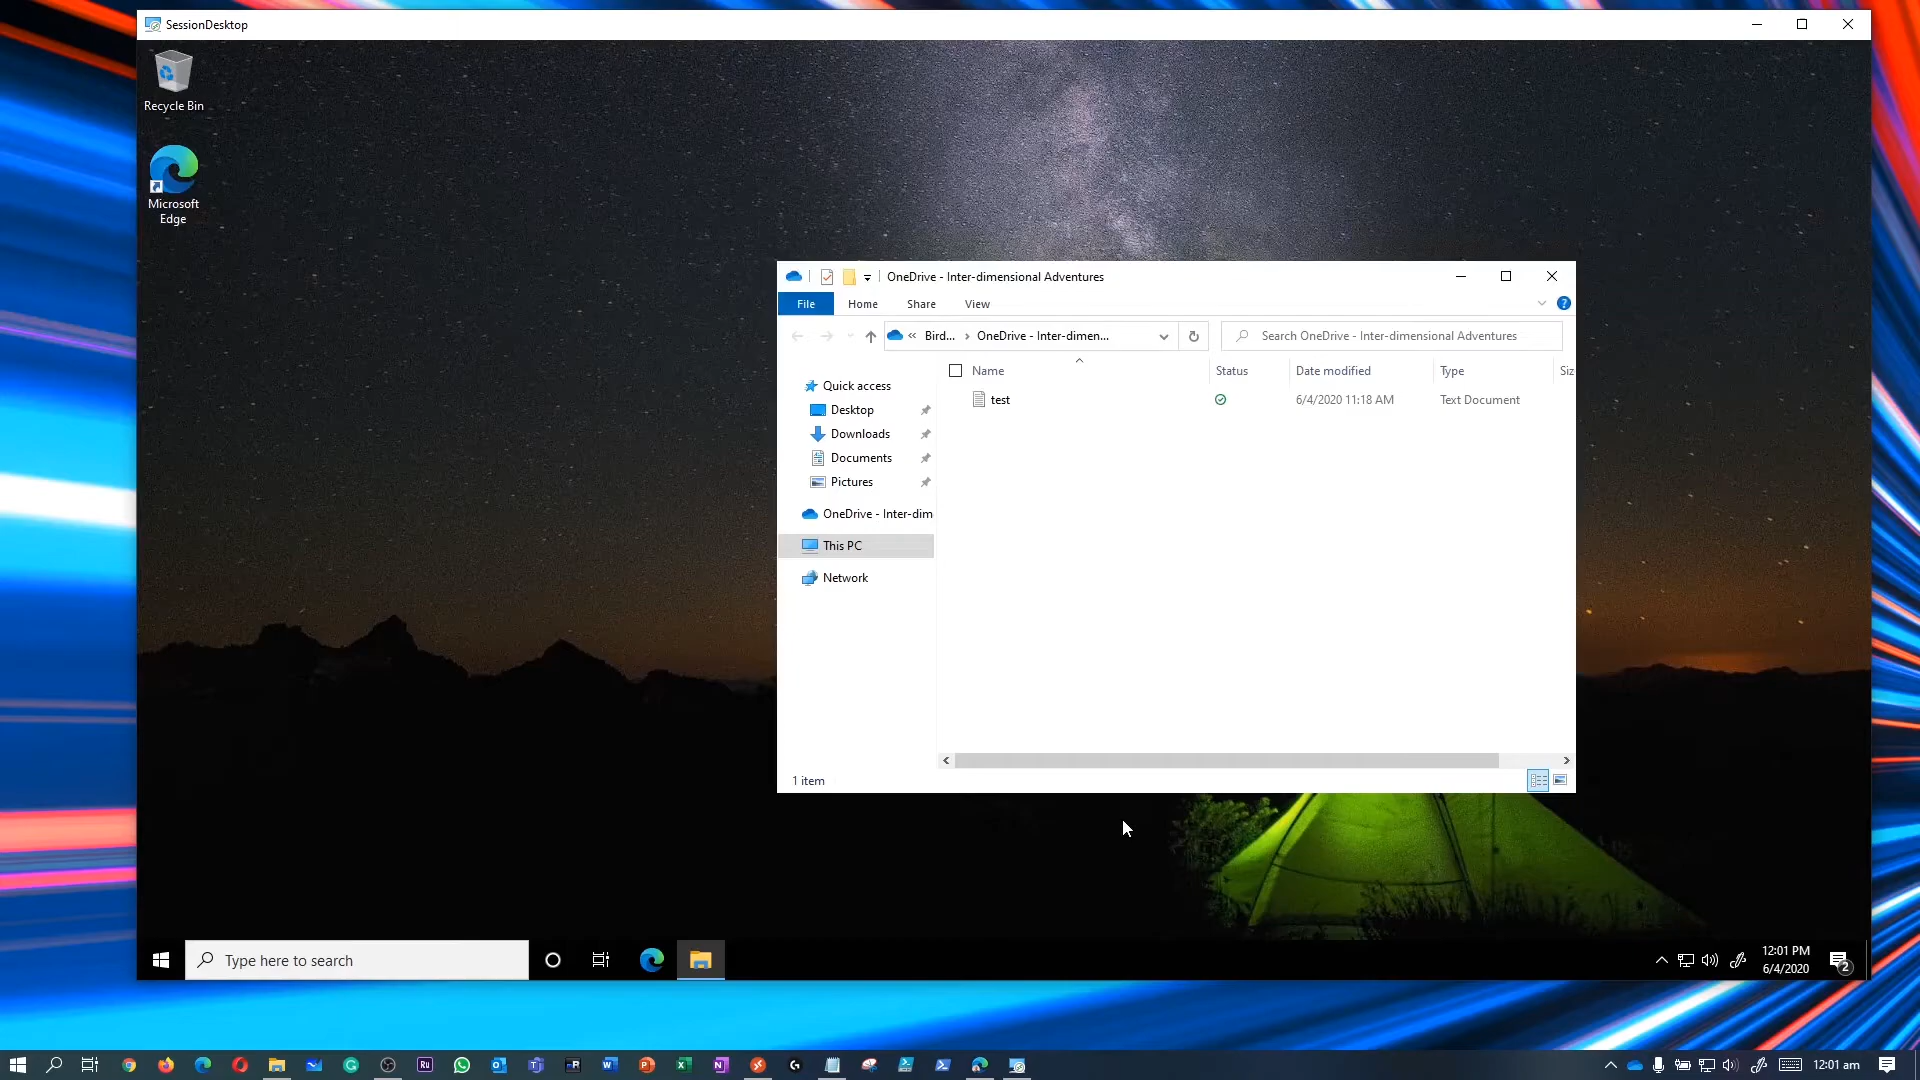 SessionDesktop
Recycle Bin
Microsoft
Edge
OneDrive - Inter-dimensional Adventures
File Home Share View
« Bird... › OneDrive - Inter-dimen...
Search OneDrive - Inter-dimensional Adventures
Name Status Date modified Type Siz
test 6/4/2020 11:18 AM Text Document
Quick access
Desktop
Downloads
Documents
Pictures
OneDrive - Inter-dim
This PC
Network
1 item
Type here to search
12:01 PM
6/4/2020
2
12:01 am